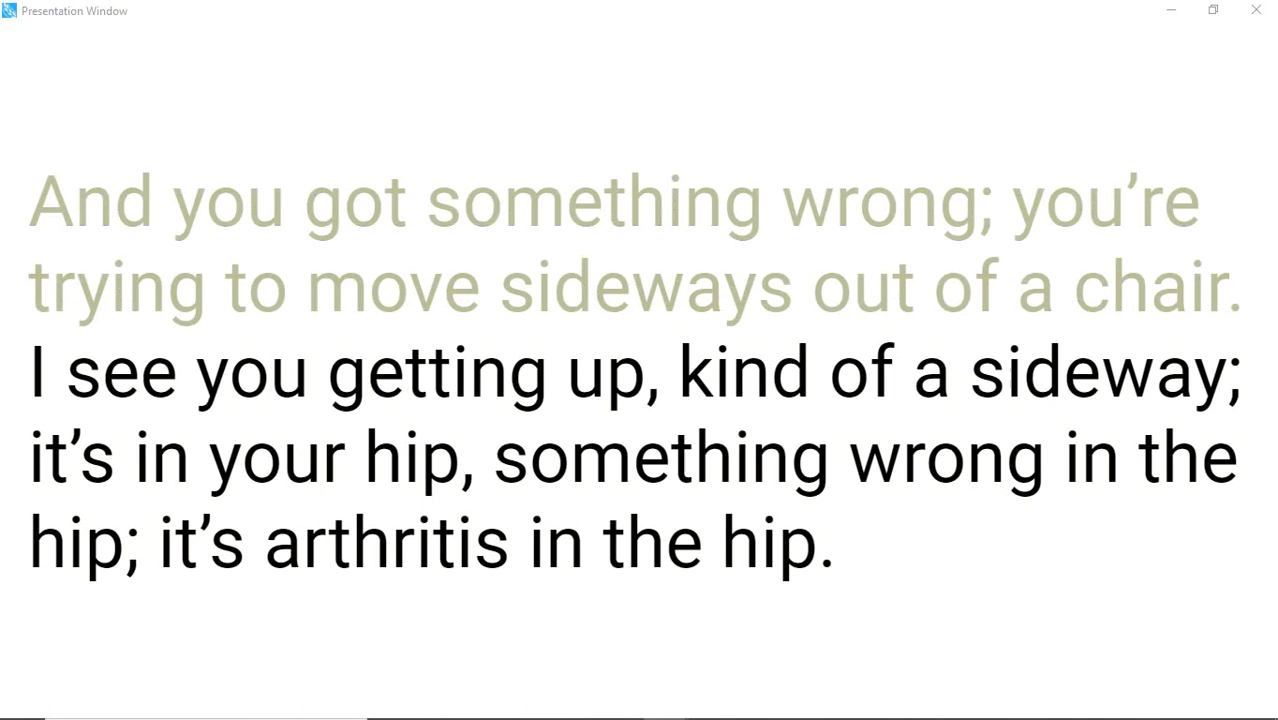 Presentation Window
And you got something wrong; you’re
trying to move sideways out of a chair.
I see you getting up, kind of a sideway;
it’s in your hip, something wrong in the
hip; it’s arthritis in the hip.